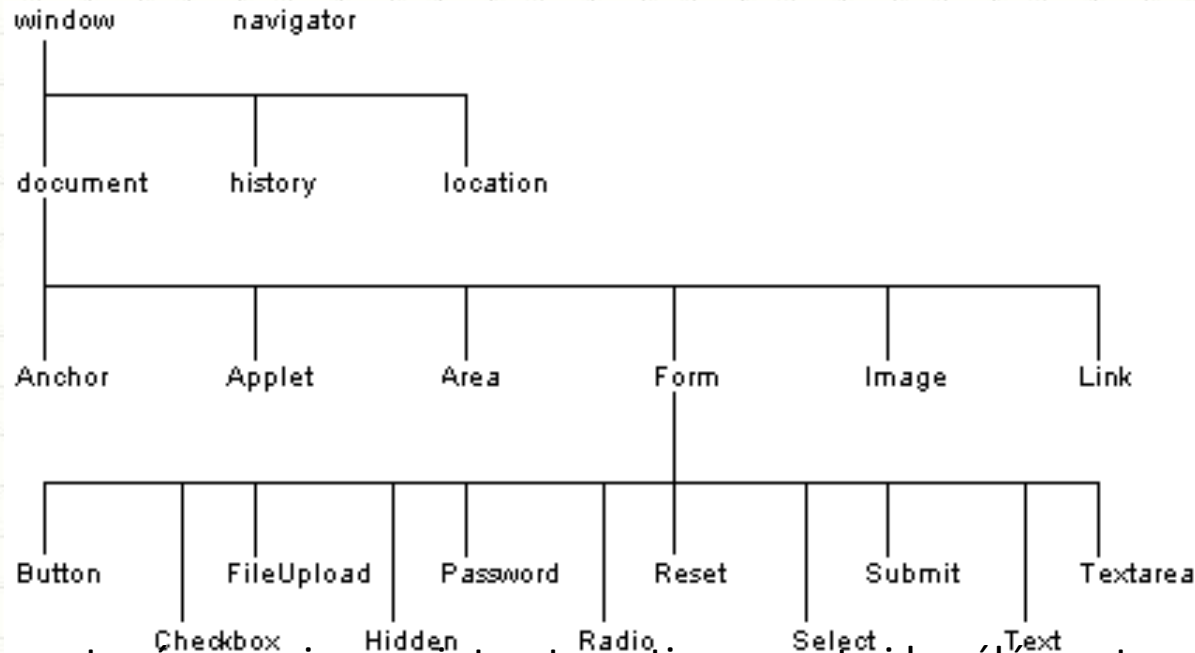 window navigator
document history location
Anchor Applet Area Form Image Link
Button FileUpload Password Reset Submit Textarea
Checkbox Hidden Radio Select Text